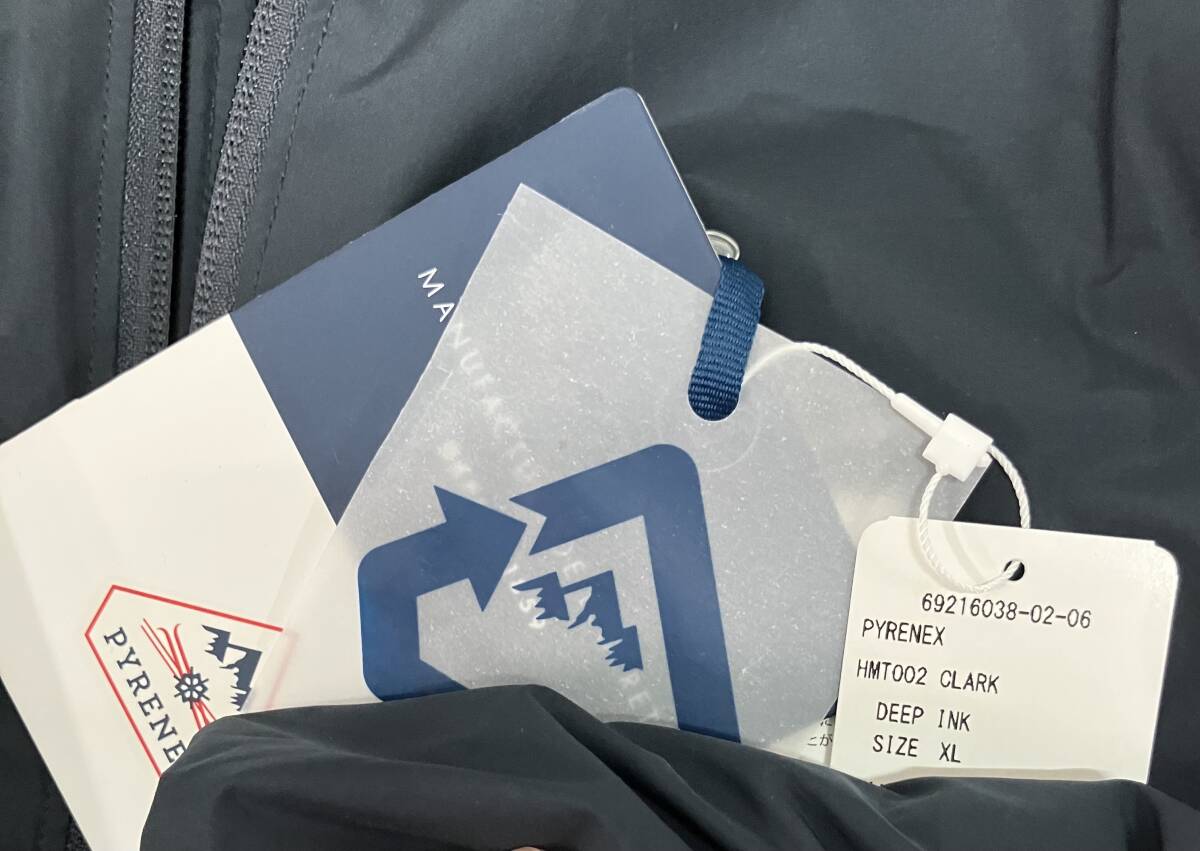 MA
PYRENE
69216038-02-06
PYRENEX
HMT002 CLARK
DEEP INK
SIZE XL